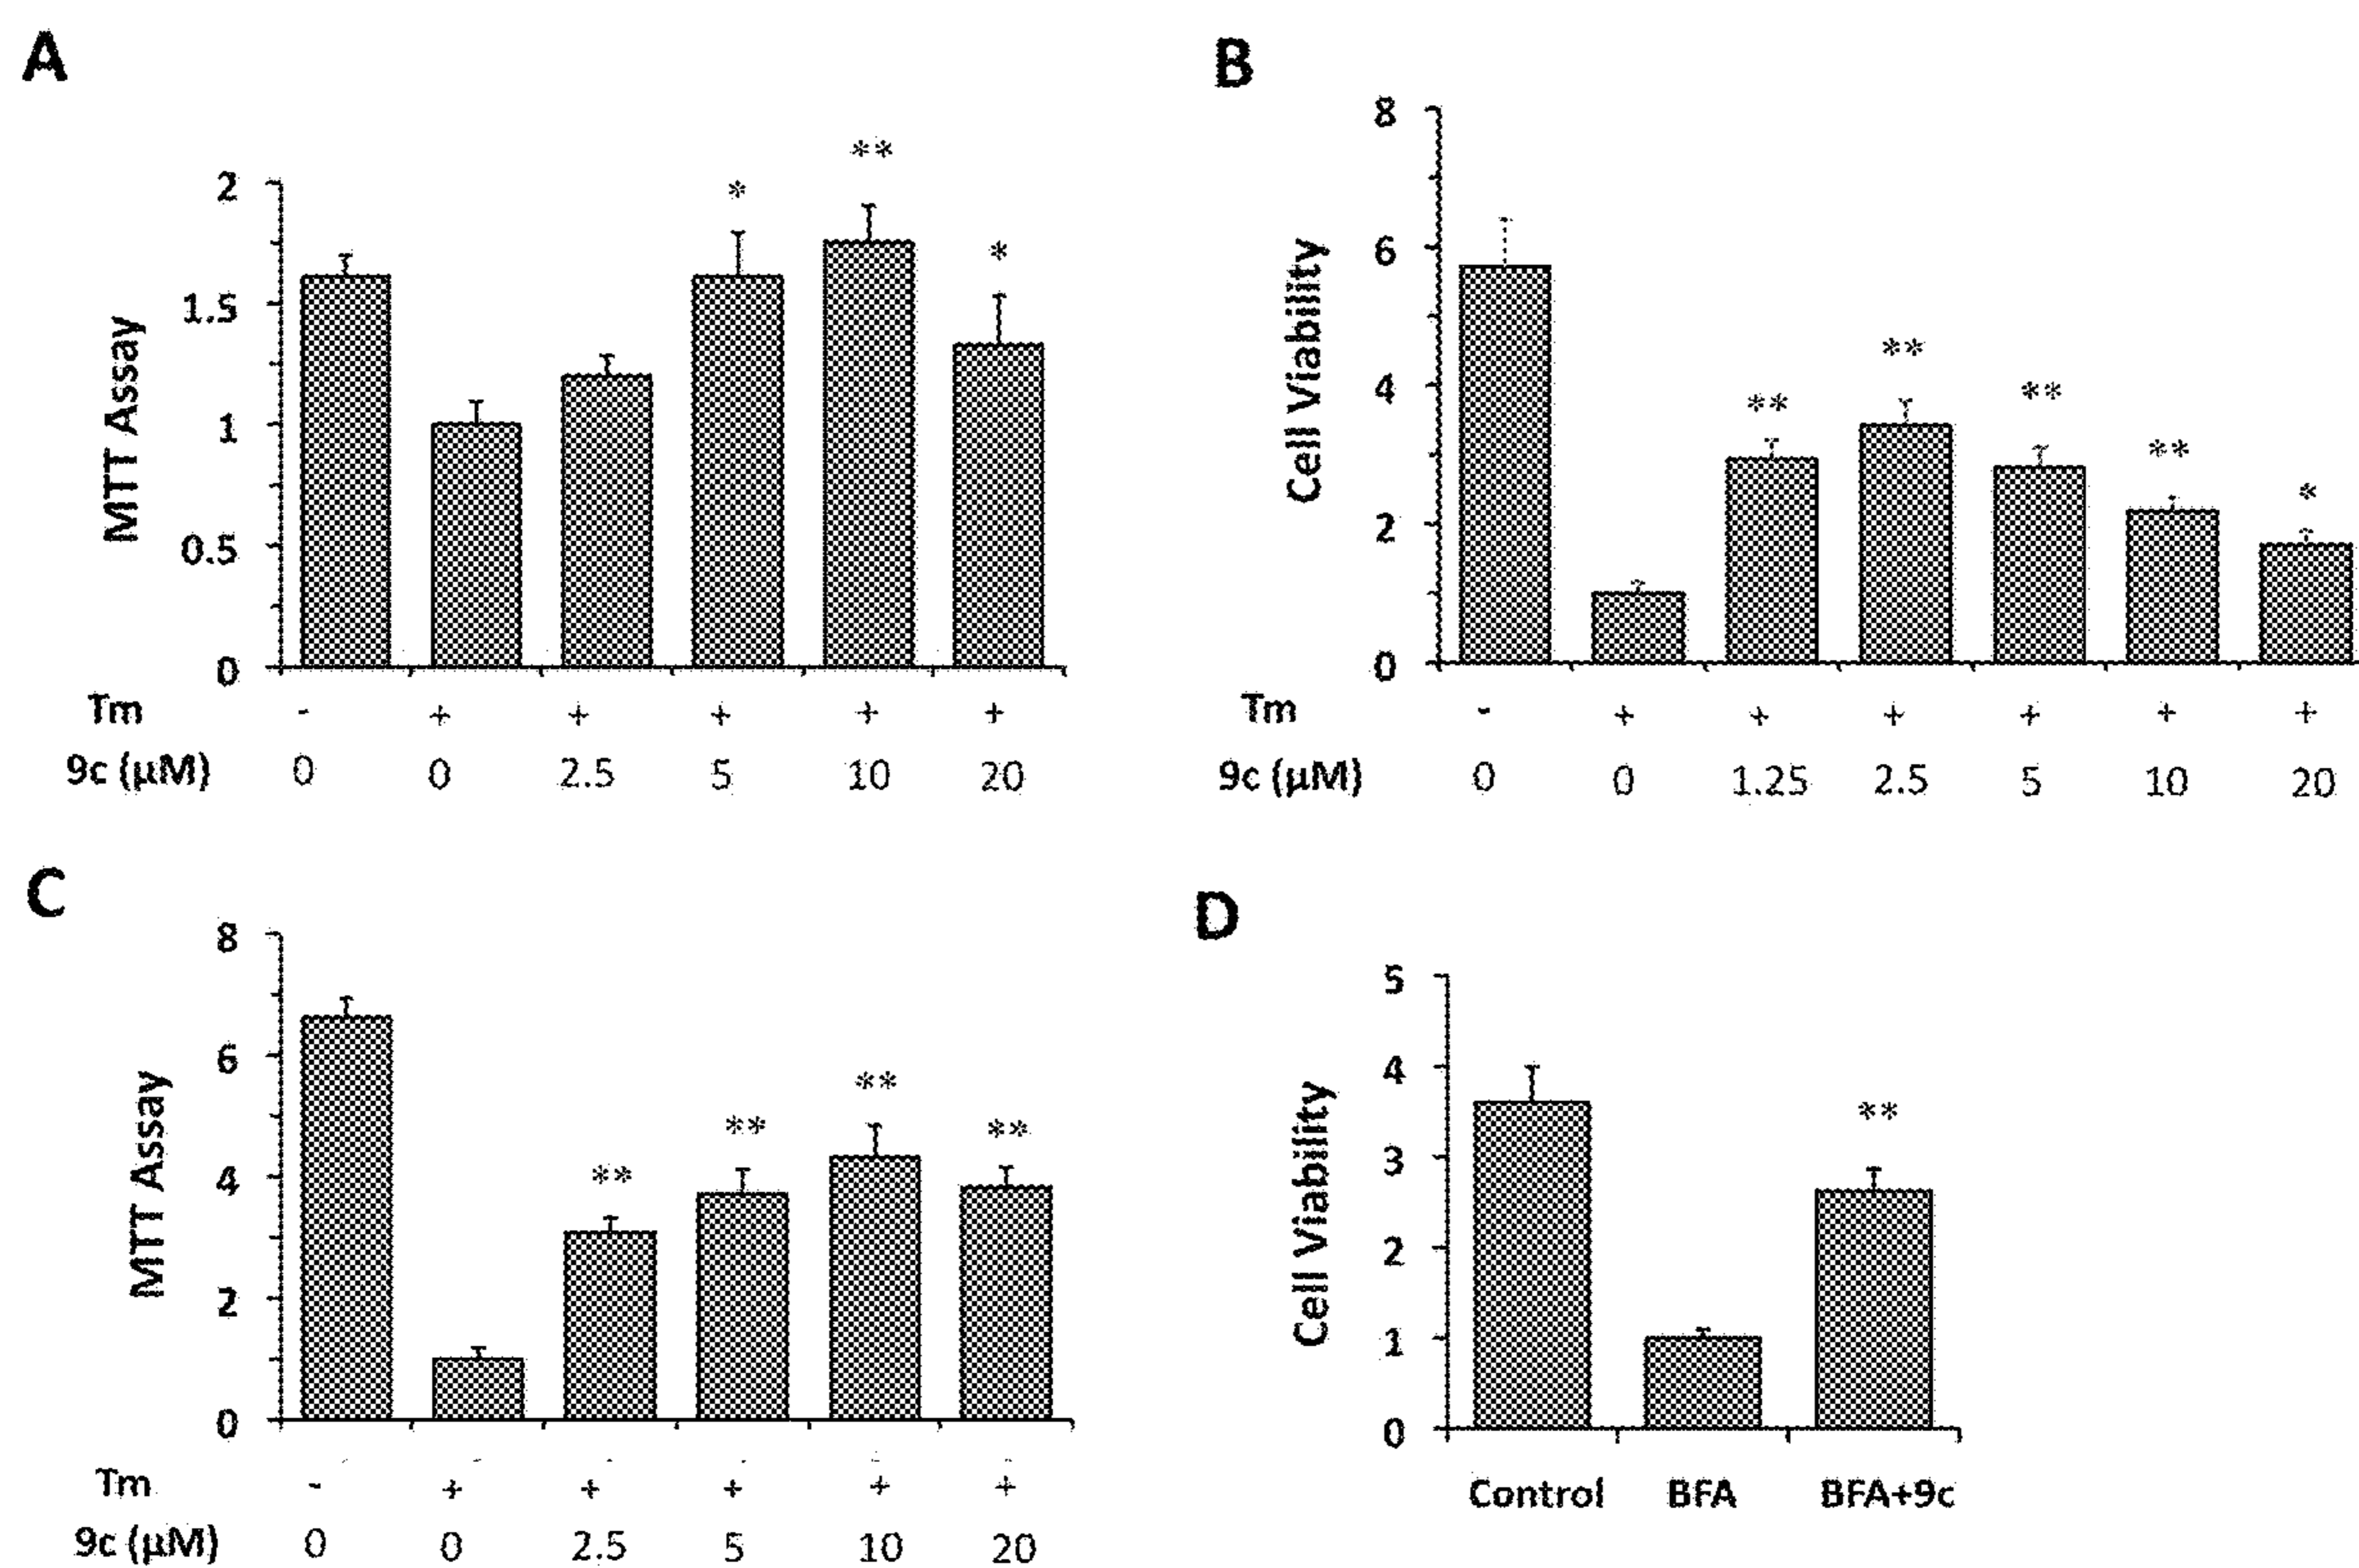 A
MTT Assay
2
1.5
1
0.5
0
* ** *
Tm - + + + + +
9c (µM) 0 0 2.5 5 10 20
B
Cell Viability
8
6
4
2
0
** ** ** ** *
Tm - + + + + + +
9c (µM) 0 0 1.25 2.5 5 10 20
C
MTT Assay
8
6
4
2
0
** ** ** **
Tm - + + + + +
9c (µM) 0 0 2.5 5 10 20
D
Cell Viability
5
4
3
2
1
0
**
Control BFA BFA+9c